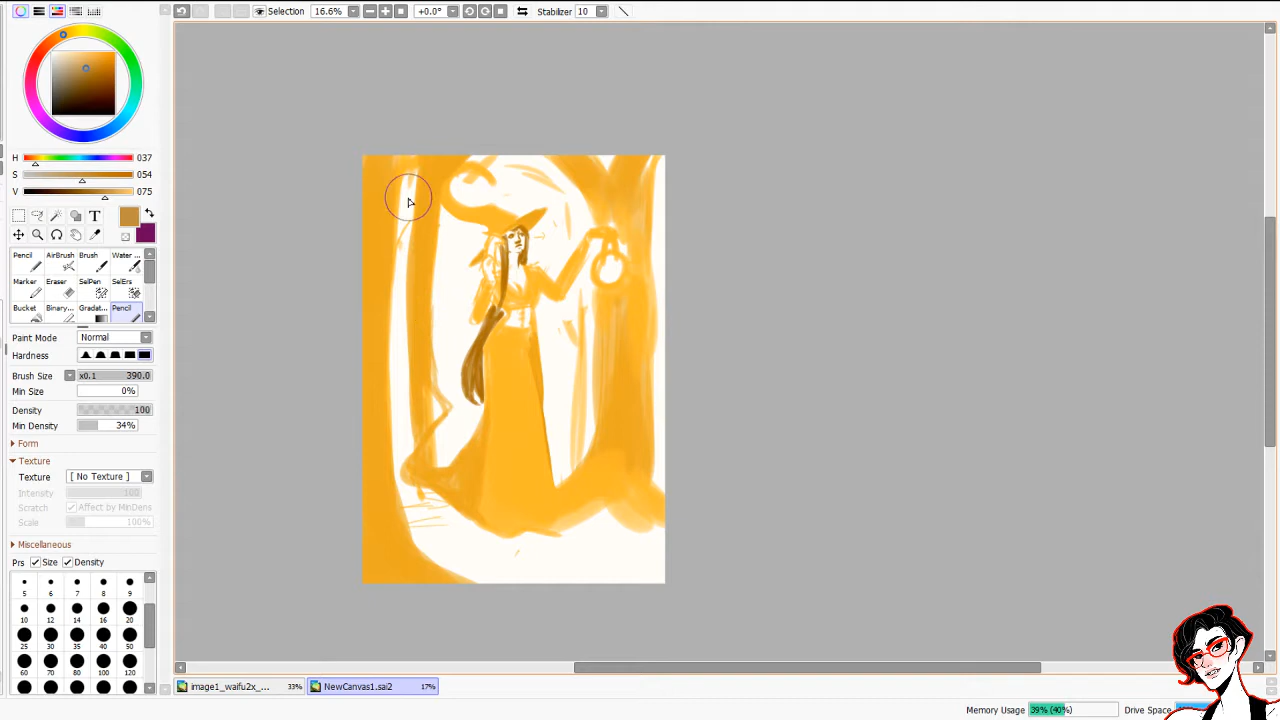 Selection 16.6% +0.0° Stabilizer 10
H 037
S 054
V 075
T
Pencil AirBrush Brush Water ...
Marker Eraser SelPen SelErs
Bucket Binary... Gradat... Pencil
Paint Mode Normal
Hardness
Brush Size x0.1 390.0
Min Size 0%
Density 100
Min Density 34%
Form
Texture
Texture [ No Texture ]
Intensity 100
Scratch Affect by MinDens
Scale 100%
Miscellaneous
Prs Size Density
5 6 7 8 9
10 12 14 16 20
25 30 35 40 50
60 70 80 100 120
image1_waifu2x_... 33% NewCanvas1.sai2 17%
Memory Usage 39% (40%) Drive Space